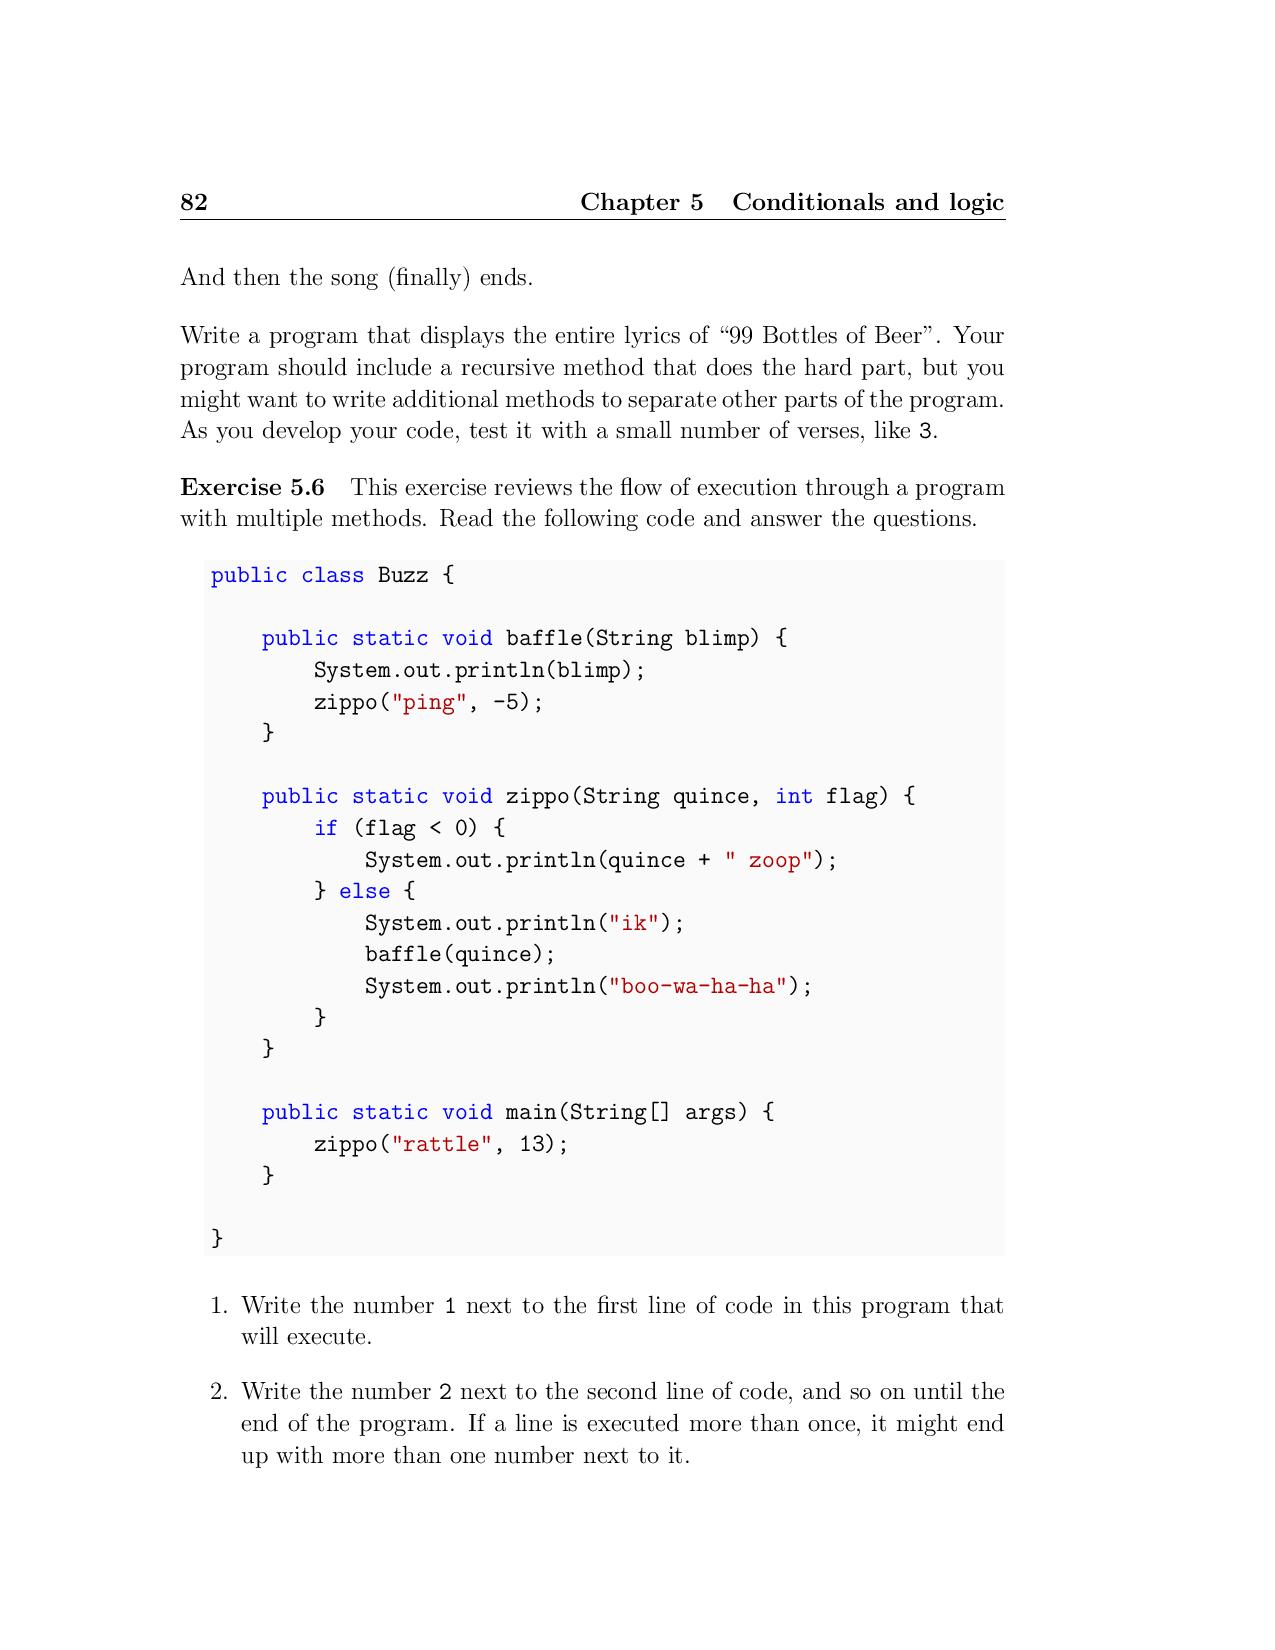 82 Chapter 5 Conditionals and logic
And then the song (finally) ends.
Write a program that displays the entire lyrics of “99 Bottles of Beer”. Your
program should include a recursive method that does the hard part, but you
might want to write additional methods to separate other parts of the program.
As you develop your code, test it with a small number of verses, like 3.
Exercise 5.6 This exercise reviews the flow of execution through a program
with multiple methods. Read the following code and answer the questions.
public class Buzz {
    public static void baffle(String blimp) {
        System.out.println(blimp);
        zippo("ping", -5);
    }
    public static void zippo(String quince, int flag) {
        if (flag < 0) {
            System.out.println(quince + " zoop");
        } else {
            System.out.println("ik");
            baffle(quince);
            System.out.println("boo-wa-ha-ha");
        }
    }
    public static void main(String[] args) {
        zippo("rattle", 13);
    }
}
1. Write the number 1 next to the first line of code in this program that
will execute.
2. Write the number 2 next to the second line of code, and so on until the
end of the program. If a line is executed more than once, it might end
up with more than one number next to it.